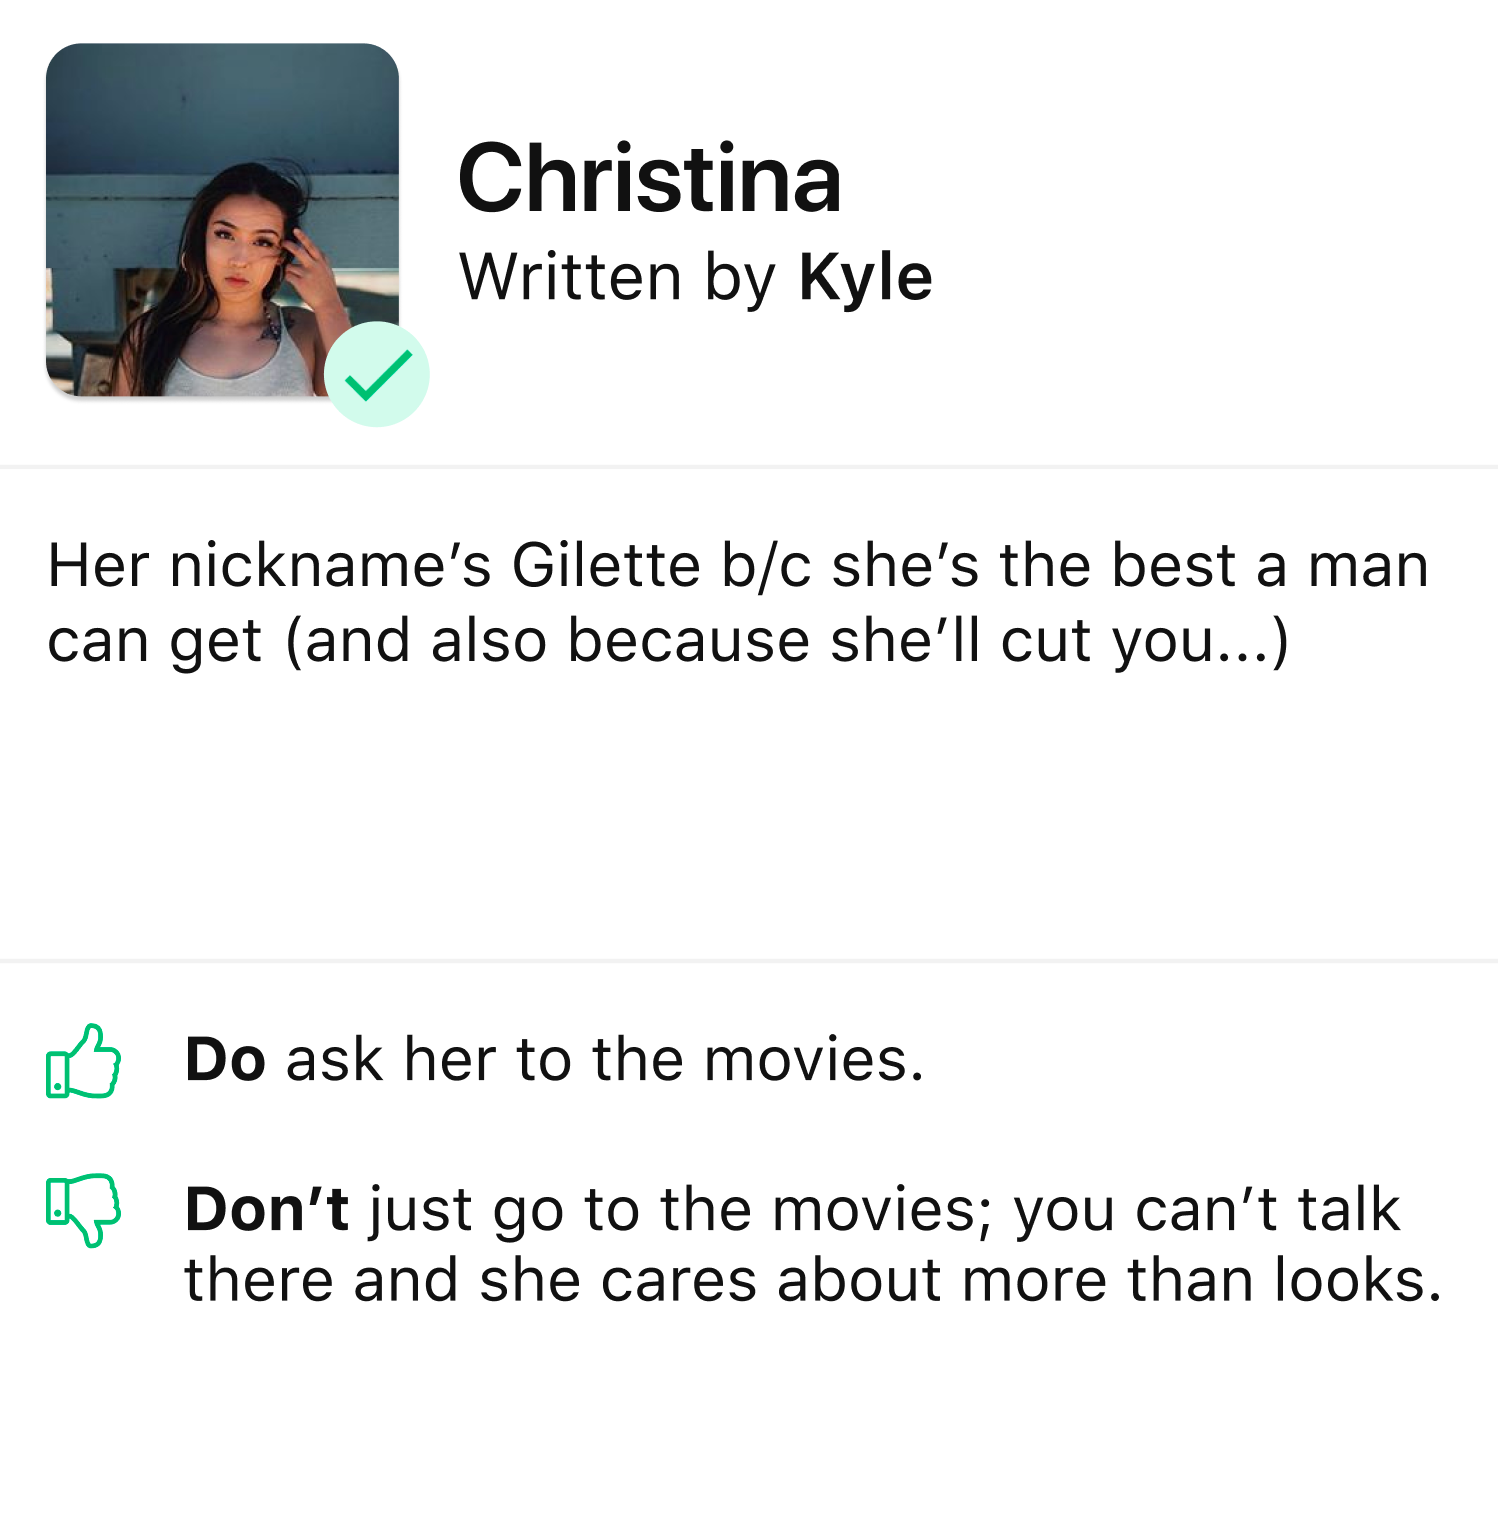 Christina
Written by Kyle
Her nickname’s Gilette b/c she’s the best a man
can get (and also because she’ll cut you...)
Do ask her to the movies.
Don’t just go to the movies; you can’t talk
there and she cares about more than looks.